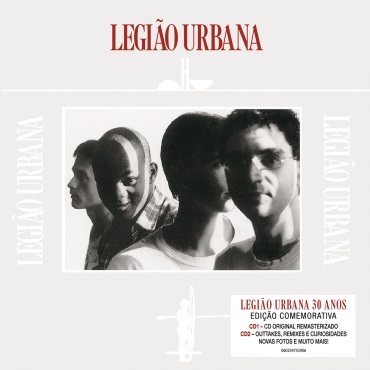 LEGIÃO URBANA
LEGIÃO URBANA
LEGIÃO URBANA
LEGIÃO URBANA 30 ANOS
EDIÇÃO COMEMORATIVA
CD1 – CD ORIGINAL REMASTERIZADO
CD2 – OUTTAKES, REMIXES E CURIOSIDADES
NOVAS FOTOS E MUITO MAIS!
060254755906